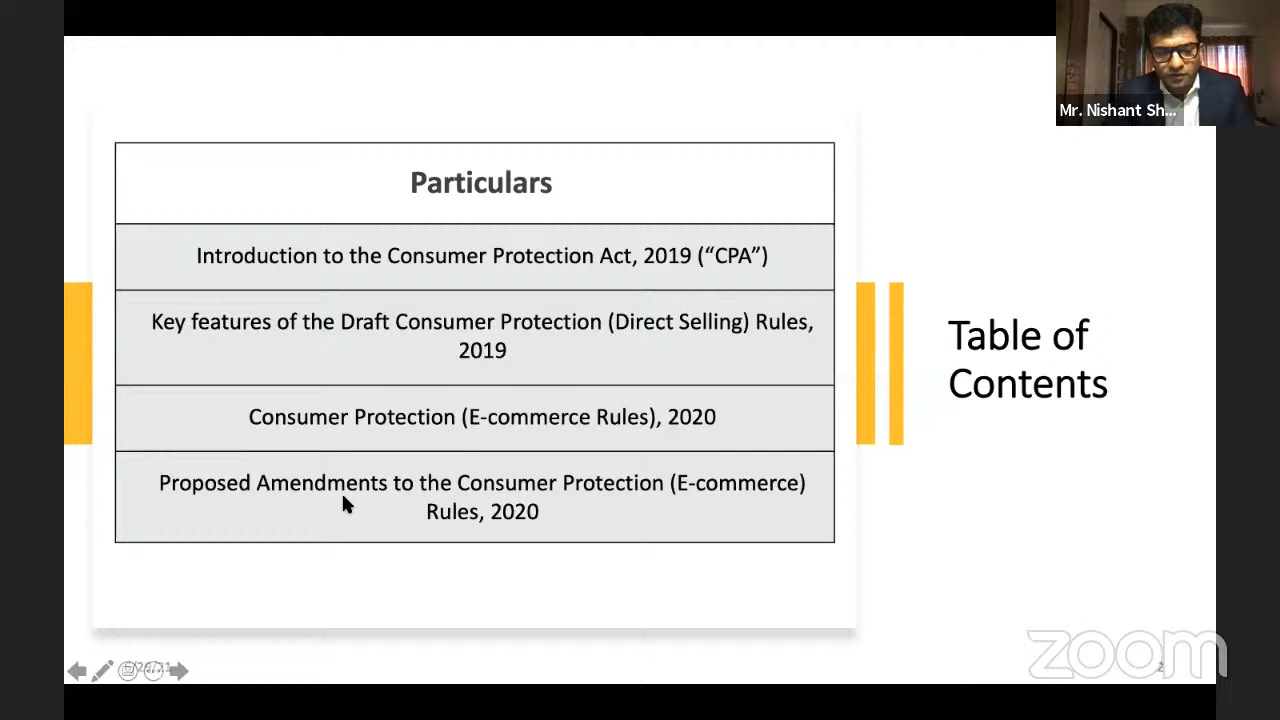 Mr. Nishant Sh...
Particulars
Introduction to the Consumer Protection Act, 2019 (“CPA”)
Key features of the Draft Consumer Protection (Direct Selling) Rules,
2019
Consumer Protection (E-commerce Rules), 2020
Proposed Amendments to the Consumer Protection (E-commerce)
Rules, 2020
Table of
Contents
zoom
2